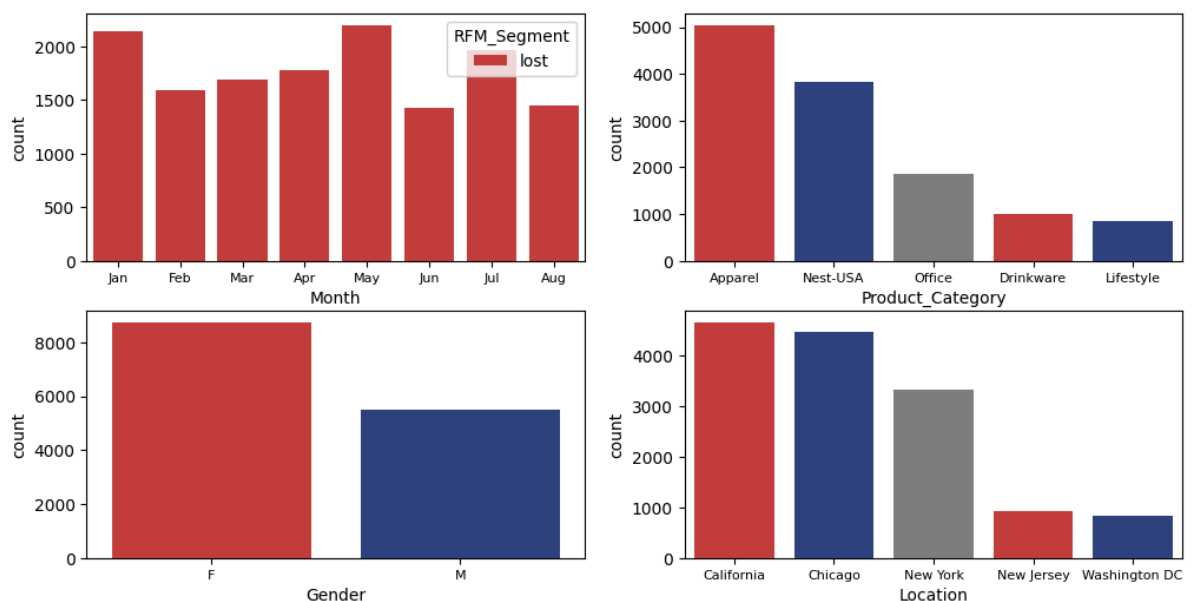 2000
1500
1000
500
0
count
Jan Feb Mar Apr May Jun Jul Aug
Month
RFM_Segment
lost
5000
4000
3000
2000
1000
0
count
Apparel Nest-USA Office Drinkware Lifestyle
Product_Category
8000
6000
4000
2000
0
count
F M
Gender
4000
3000
2000
1000
0
count
California Chicago New York New Jersey Washington DC
Location